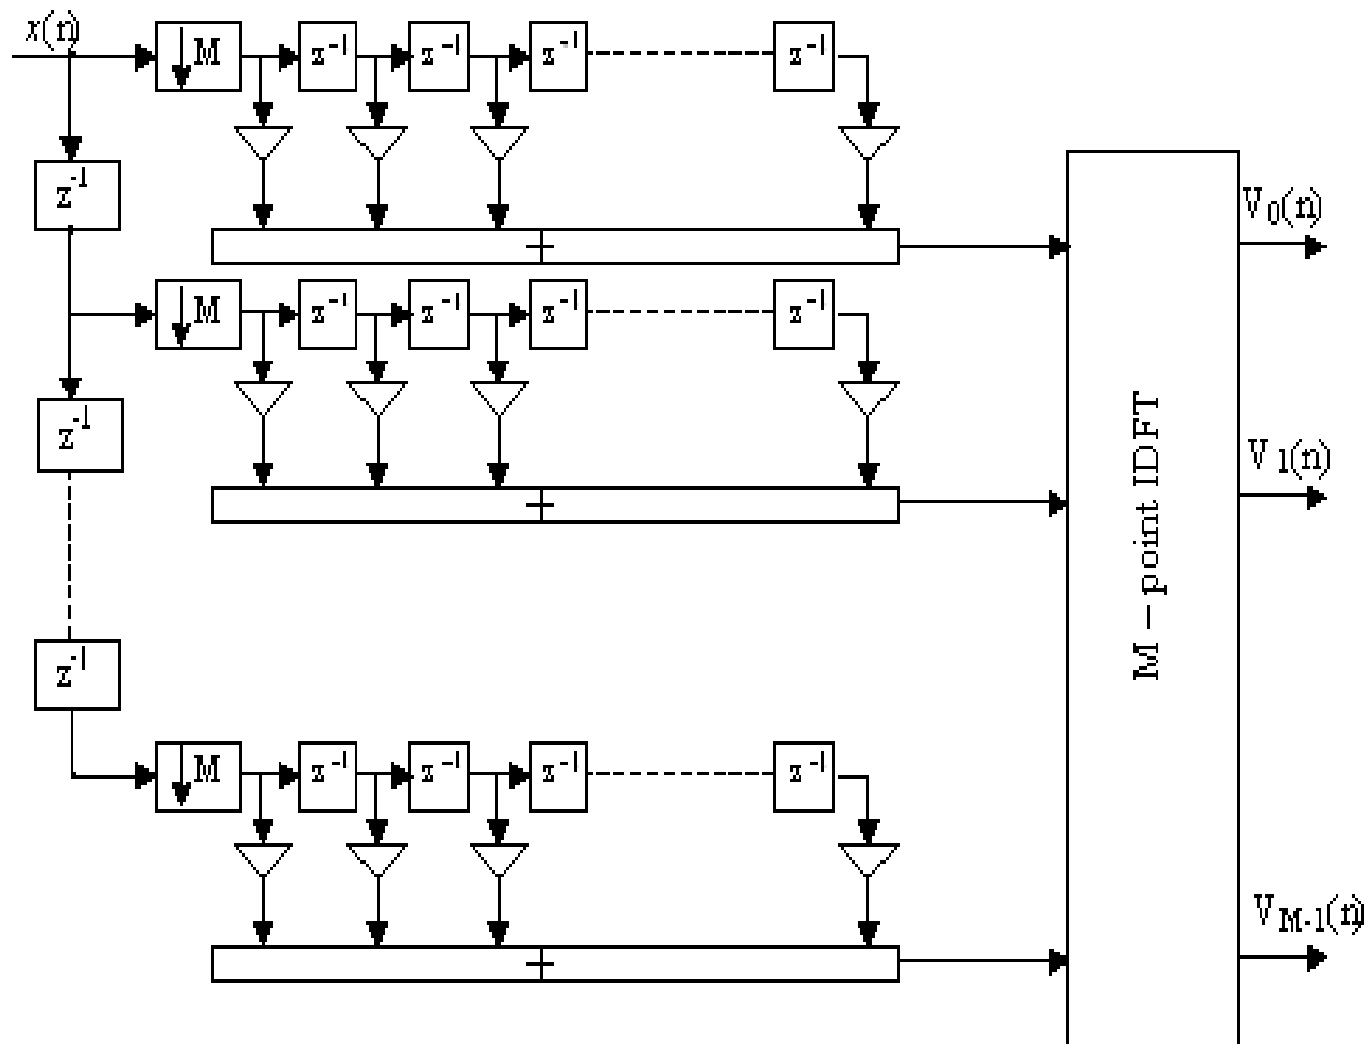 x(n)
M z⁻¹ z⁻¹ z⁻¹ z⁻¹
z⁻¹
V₀(n)
+
M z⁻¹ z⁻¹ z⁻¹ z⁻¹
z⁻¹
V₁(n)
+
M – point IDFT
z⁻¹
M z⁻¹ z⁻¹ z⁻¹ z⁻¹
V_{M-1}(n)
+